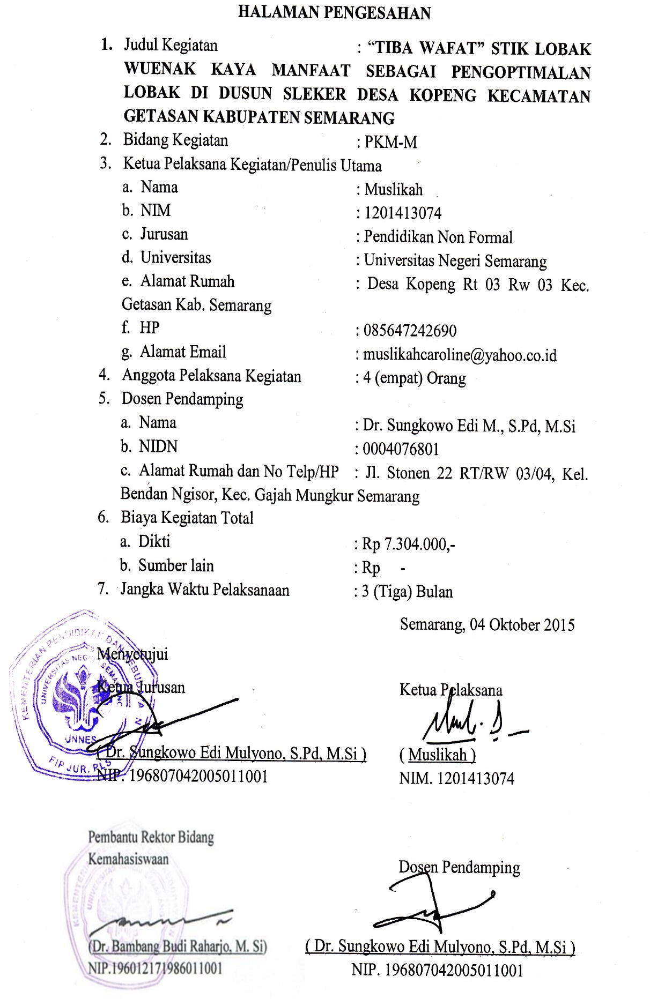 HALAMAN PENGESAHAN
1. Judul Kegiatan : “TIBA WAFAT” STIK LOBAK
WUENAK KAYA MANFAAT SEBAGAI PENGOPTIMALAN
LOBAK DI DUSUN SLEKER DESA KOPENG KECAMATAN
GETASAN KABUPATEN SEMARANG
2. Bidang Kegiatan : PKM-M
3. Ketua Pelaksana Kegiatan/Penulis Utama
a. Nama : Muslikah
b. NIM : 1201413074
c. Jurusan : Pendidikan Non Formal
d. Universitas : Universitas Negeri Semarang
e. Alamat Rumah : Desa Kopeng Rt 03 Rw 03 Kec.
Getasan Kab. Semarang
f. HP : 085647242690
g. Alamat Email : muslikahcaroline@yahoo.co.id
4. Anggota Pelaksana Kegiatan : 4 (empat) Orang
5. Dosen Pendamping
a. Nama : Dr. Sungkowo Edi M., S.Pd, M.Si
b. NIDN : 0004076801
c. Alamat Rumah dan No Telp/HP : Jl. Stonen 22 RT/RW 03/04, Kel.
Bendan Ngisor, Kec. Gajah Mungkur Semarang
6. Biaya Kegiatan Total
a. Dikti : Rp 7.304.000,-
b. Sumber lain : Rp -
7. Jangka Waktu Pelaksanaan : 3 (Tiga) Bulan
Semarang, 04 Oktober 2015
Menyetujui
Ketua Jurusan
Ketua Pelaksana
KEMENTERIAN PENDIDIKAN DAN KEBUDAYAAN
UNIVERSITAS NEGERI SEMARANG
UNNES
FIP JUR. PLS
( Dr. Sungkowo Edi Mulyono, S.Pd, M.Si )
NIP. 196807042005011001
( Muslikah )
NIM. 1201413074
Pembantu Rektor Bidang
Kemahasiswaan
Dosen Pendamping
(Dr. Bambang Budi Raharjo, M. Si)
NIP.196012171986011001
( Dr. Sungkowo Edi Mulyono, S.Pd, M.Si )
NIP. 196807042005011001